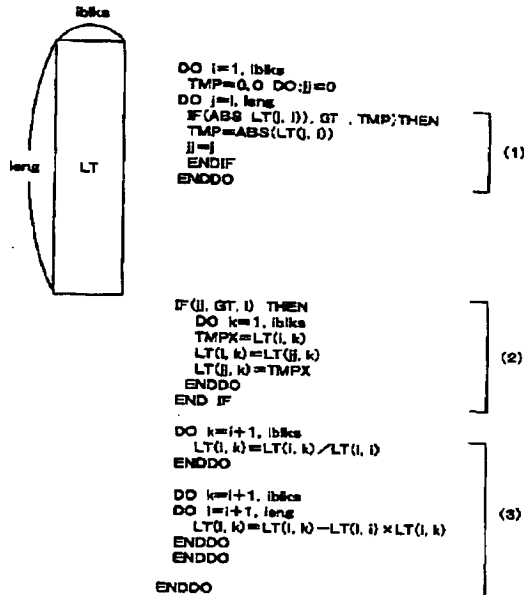 iblks
leng
LT
DO i=1, iblks
TMP=0.0 DO:jj=0
DO j=i, leng
IF(ABS LT(j, i)). GT . TMP;THEN
TMP=ABS(LT(j, i))
jj=j
ENDIF
ENDDO
(1)
IF(jj, GT, i) THEN
DO k=1, iblks
TMPX=LT(i, k)
LT(i, k)=LT(jj, k)
LT(jj, k)=TMPX
ENDDO
END IF
(2)
DO k=i+1, iblks
LT(i, k)=LT(i, k)/LT(i, i)
ENDDO
DO k=i+1, iblks
DO l=i+1, leng
LT(l, k)=LT(l, k)-LT(l, i)×LT(i, k)
ENDDO
ENDDO
(3)
ENDDO